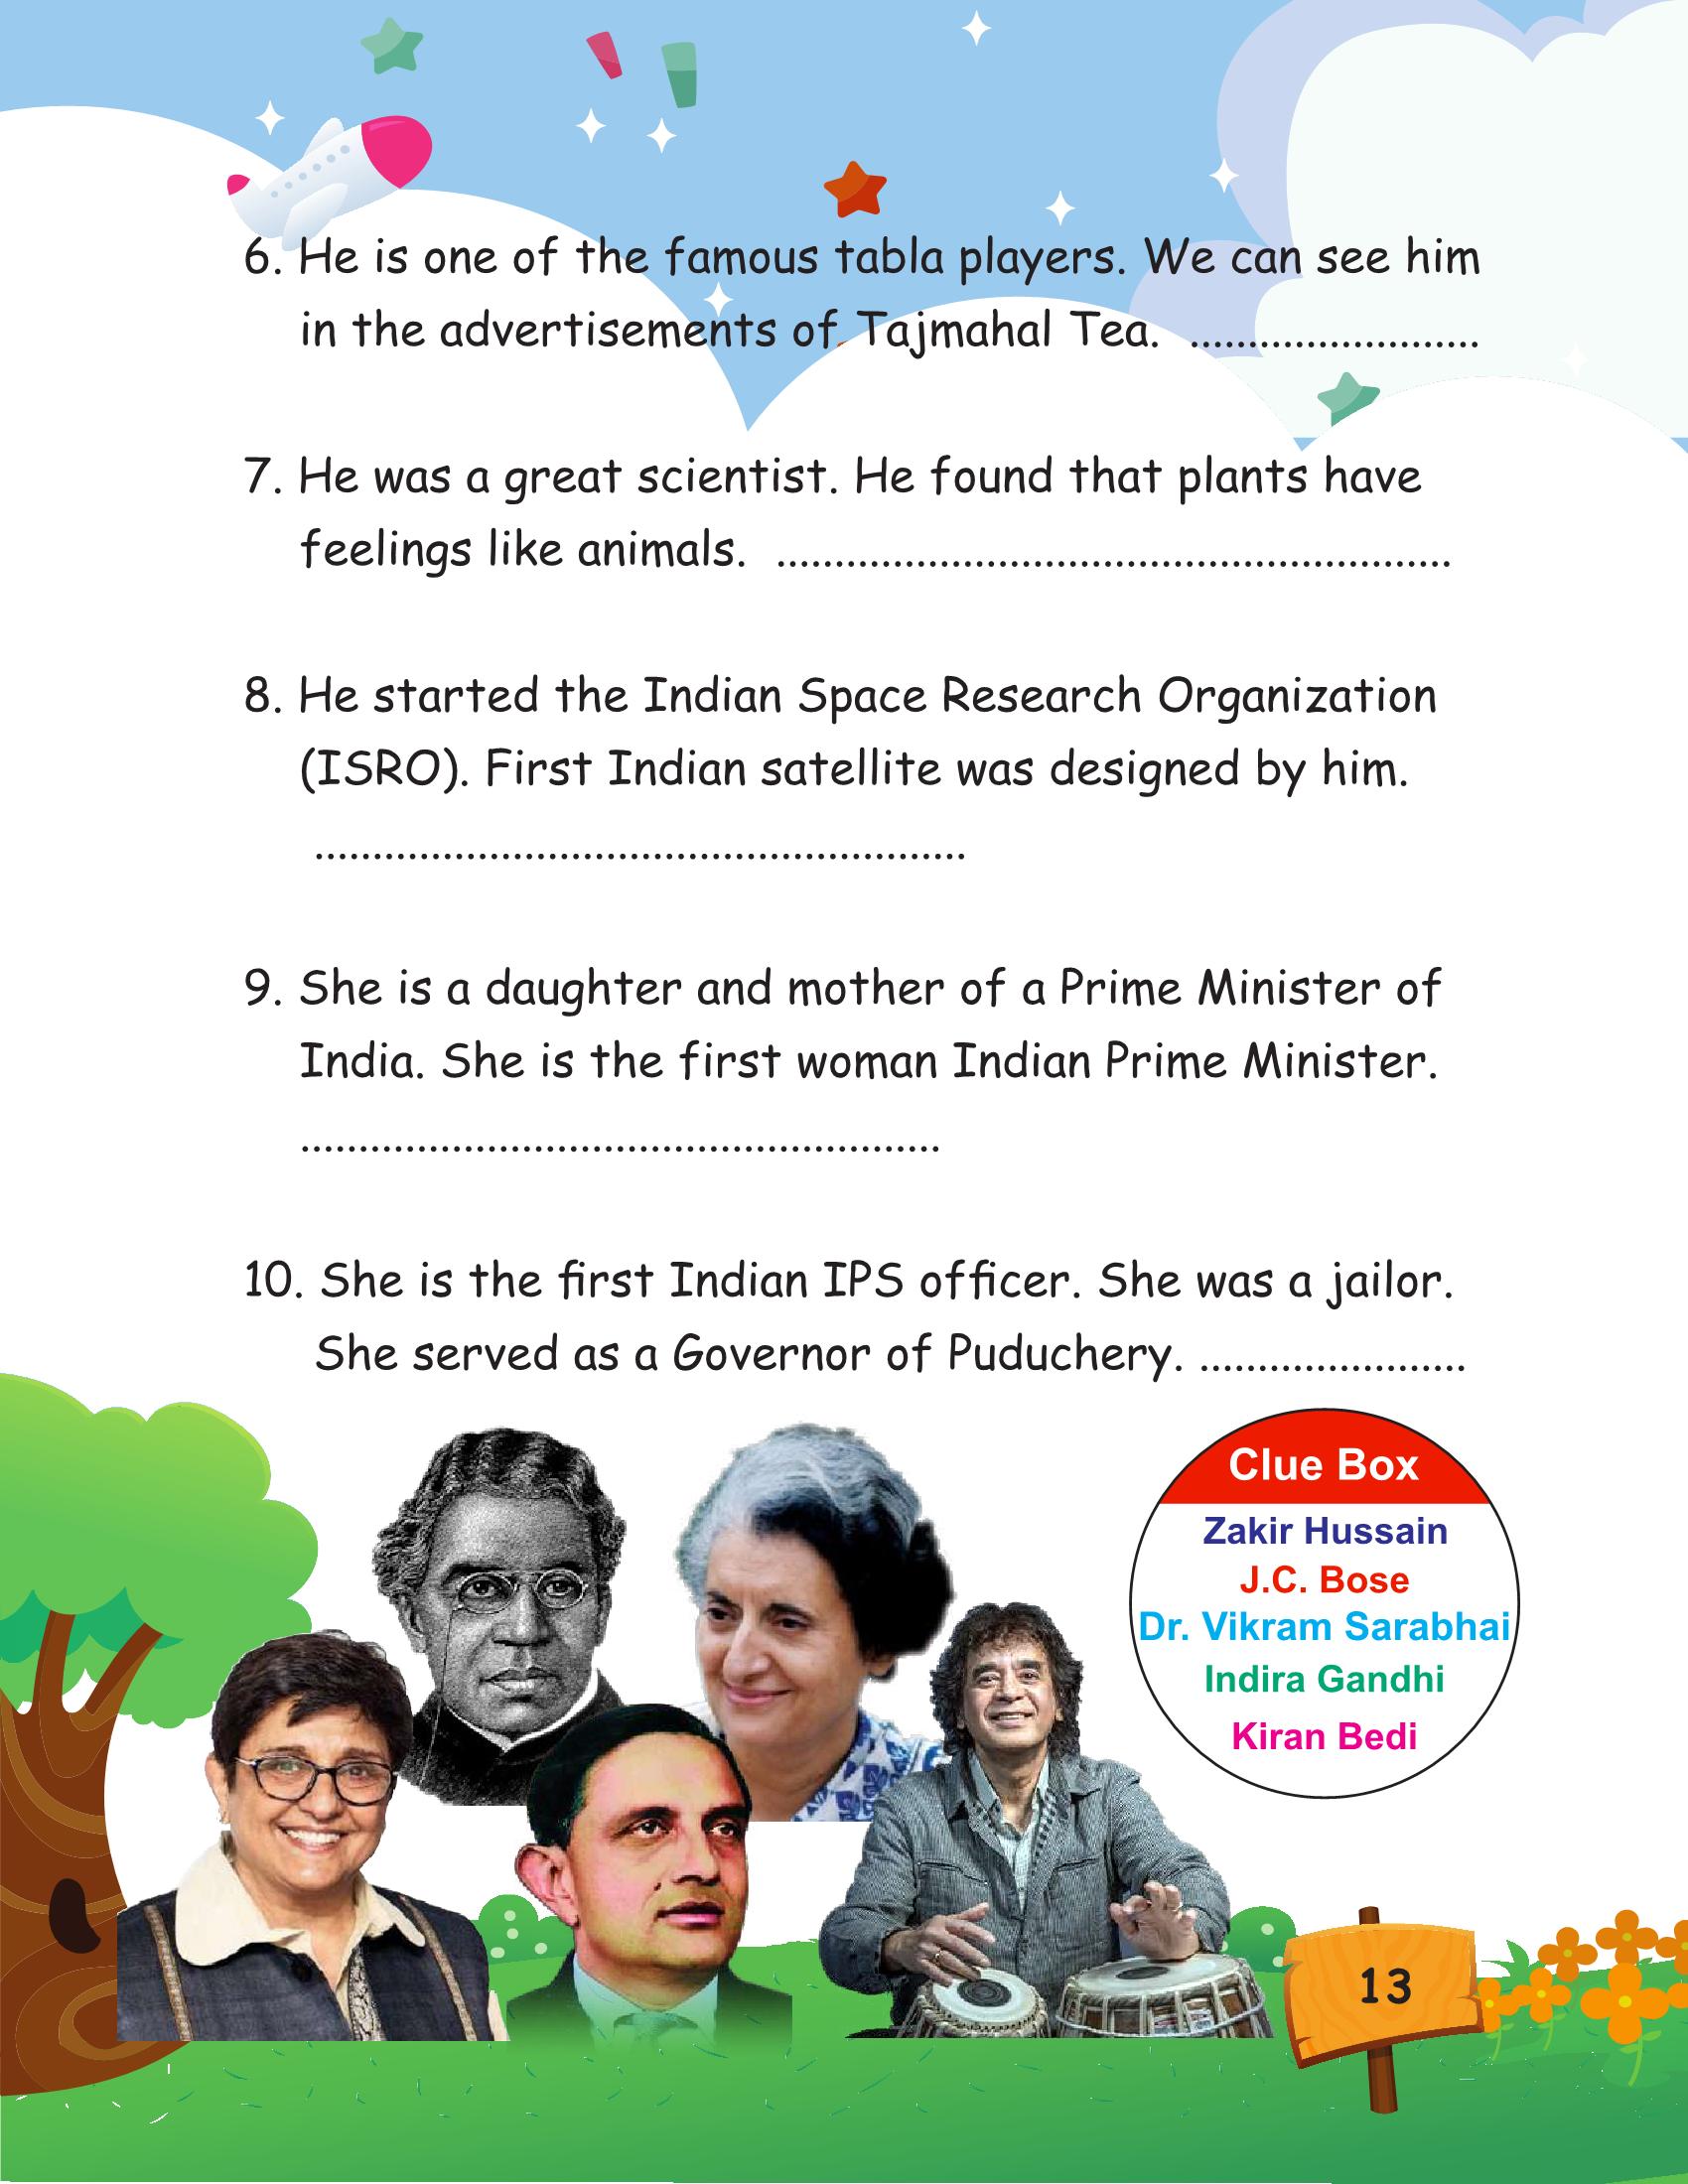 6. He is one of the famous tabla players. We can see him
in the advertisements of Tajmahal Tea. .........................
7. He was a great scientist. He found that plants have
feelings like animals. ..........................................................
8. He started the Indian Space Research Organization
(ISRO). First Indian satellite was designed by him.
........................................................
9. She is a daughter and mother of a Prime Minister of
India. She is the first woman Indian Prime Minister.
.......................................................
10. She is the first Indian IPS officer. She was a jailor.
She served as a Governor of Puduchery. .......................
Clue Box
Zakir Hussain
J.C. Bose
Dr. Vikram Sarabhai
Indira Gandhi
Kiran Bedi
13